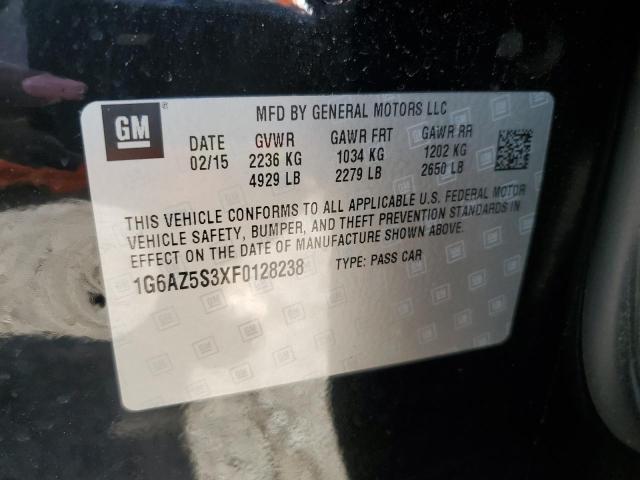 GM
MFD BY GENERAL MOTORS LLC
DATE GVWR GAWR FRT GAWR RR
02/15 2236 KG 1034 KG 1202 KG
4929 LB 2279 LB 2650 LB
THIS VEHICLE CONFORMS TO ALL APPLICABLE U.S. FEDERAL MOTOR
VEHICLE SAFETY, BUMPER, AND THEFT PREVENTION STANDARDS IN
EFFECT ON THE DATE OF MANUFACTURE SHOWN ABOVE.
1G6AZ5S3XF0128238 TYPE: PASS CAR